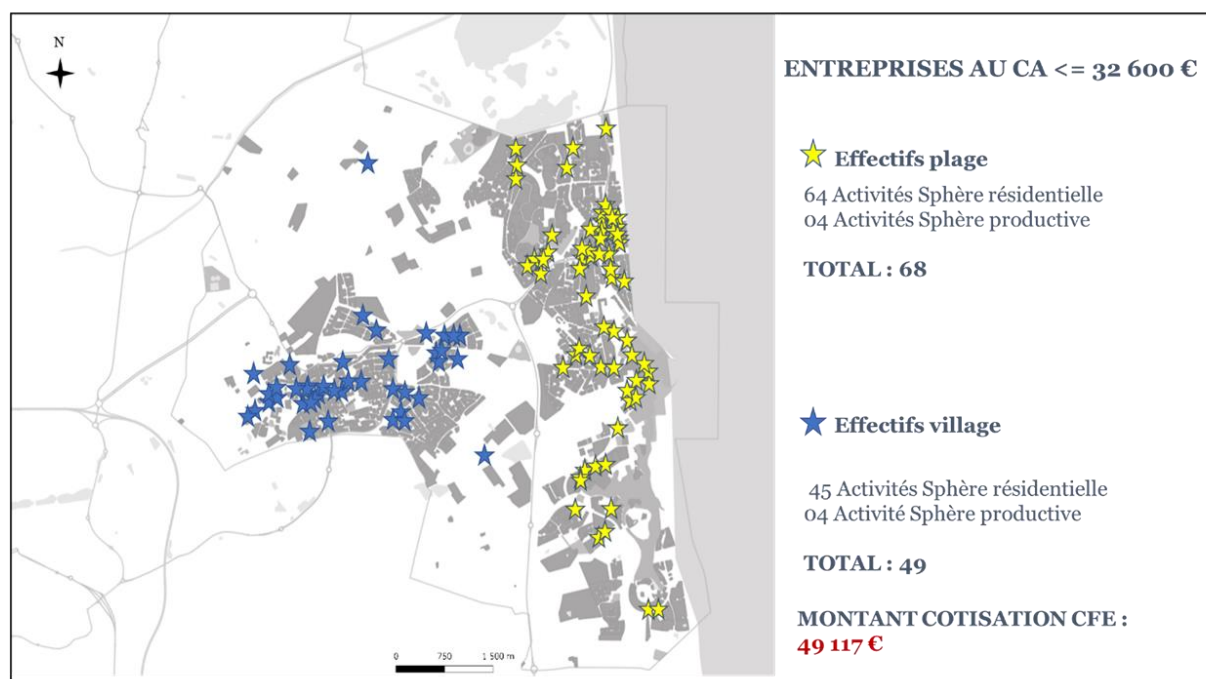 N
ENTREPRISES AU CA <= 32 600 €
Effectifs plage
64 Activités Sphère résidentielle
04 Activités Sphère productive
TOTAL : 68
Effectifs village
45 Activités Sphère résidentielle
04 Activité Sphère productive
TOTAL : 49
MONTANT COTISATION CFE :
49 117 €
0 750 1 500 m